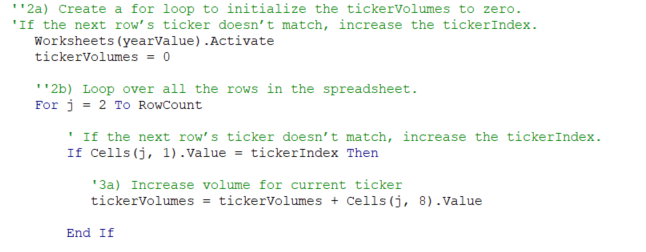 ''2a) Create a for loop to initialize the tickerVolumes to zero.
'If the next row’s ticker doesn’t match, increase the tickerIndex.
Worksheets(yearValue).Activate
tickerVolumes = 0
''2b) Loop over all the rows in the spreadsheet.
For j = 2 To RowCount
' If the next row’s ticker doesn’t match, increase the tickerIndex.
If Cells(j, 1).Value = tickerIndex Then
'3a) Increase volume for current ticker
tickerVolumes = tickerVolumes + Cells(j, 8).Value
End If